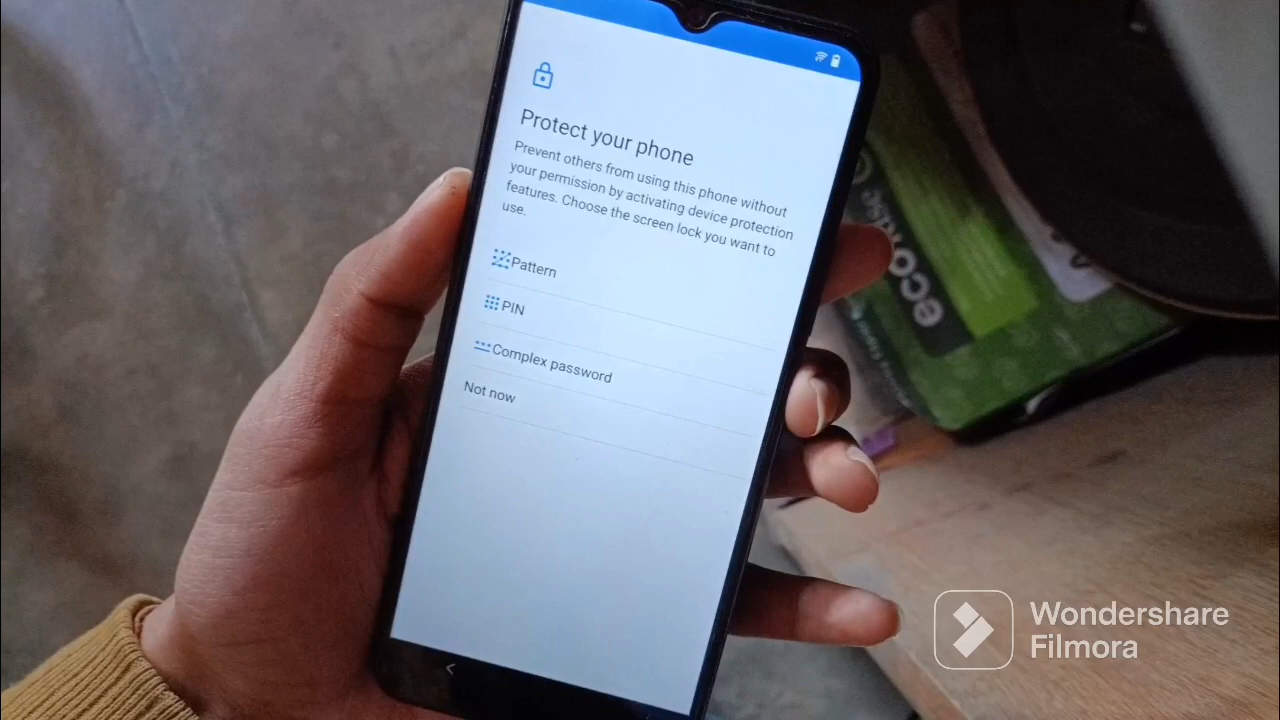 Protect your phone
Prevent others from using this phone without
your permission by activating device protection
features. Choose the screen lock you want to
use.
Pattern
PIN
Complex password
Not now
Wondershare
Filmora